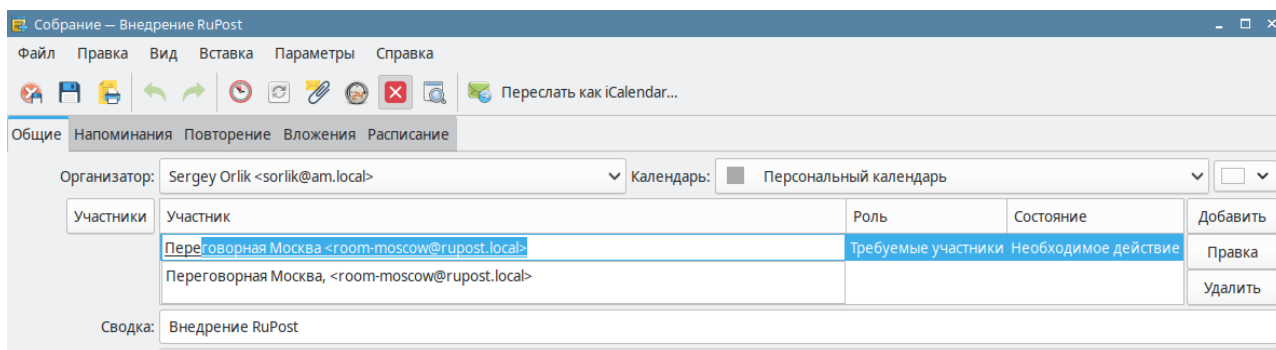 Собрание — Внедрение RuPost
Файл Правка Вид Вставка Параметры Справка
Переслать как iCalendar...
Общие Напоминания Повторение Вложения Расписание
Организатор: Sergey Orlik <sorlik@am.local> Календарь: Персональный календарь
Участники Участник Роль Состояние Добавить
Переговорная Москва <room-moscow@rupost.local> Требуемые участники Необходимое действие Правка
Переговорная Москва, <room-moscow@rupost.local>
Удалить
Сводка: Внедрение RuPost